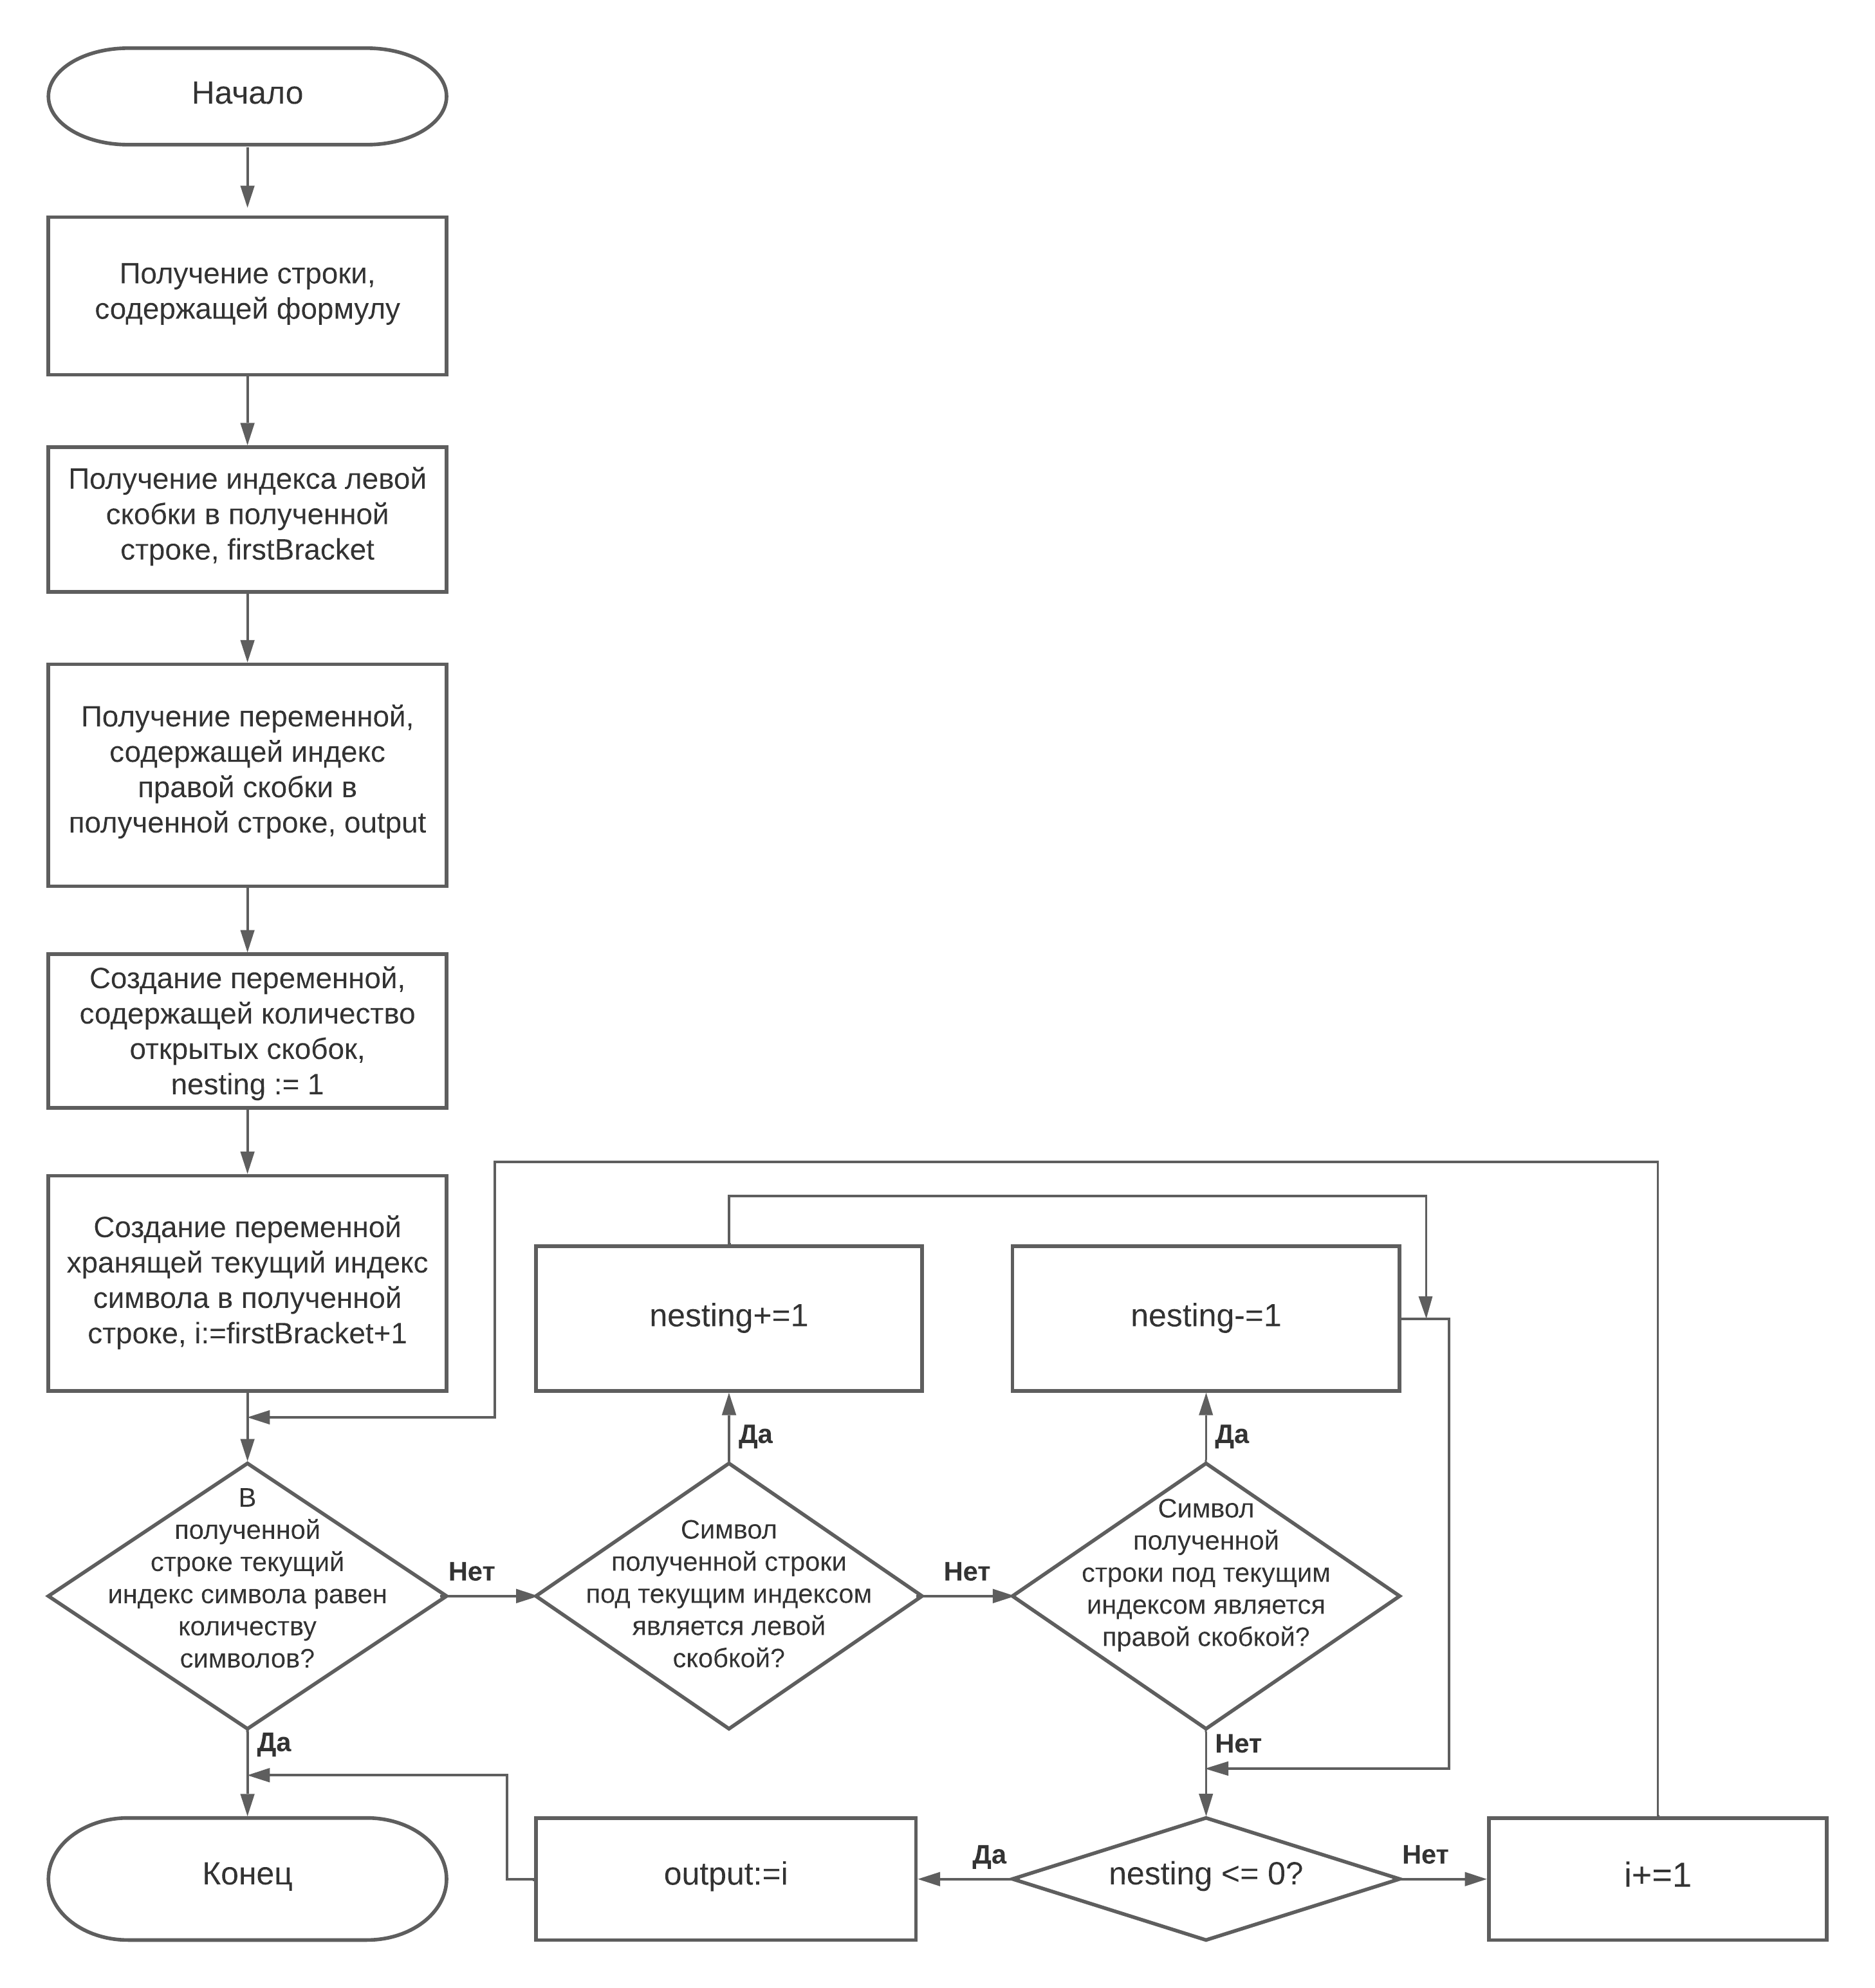 Начало
Получение строки,
содержащей формулу
Получение индекса левой
скобки в полученной
строке, firstBracket
Получение переменной,
содержащей индекс
правой скобки в
полученной строке, output
Создание переменной,
содержащей количество
открытых скобок,
nesting := 1
Создание переменной
хранящей текущий индекс
символа в полученной
строке, i:=firstBracket+1
nesting+=1
nesting-=1
Да
Да
В
полученной
строке текущий
индекс символа равен
количеству
символов?
Нет
Символ
полученной строки
под текущим индексом
является левой
скобкой?
Нет
Символ
полученной
строки под текущим
индексом является
правой скобкой?
Да
Нет
Конец
output:=i
Да
nesting <= 0?
Нет
i+=1